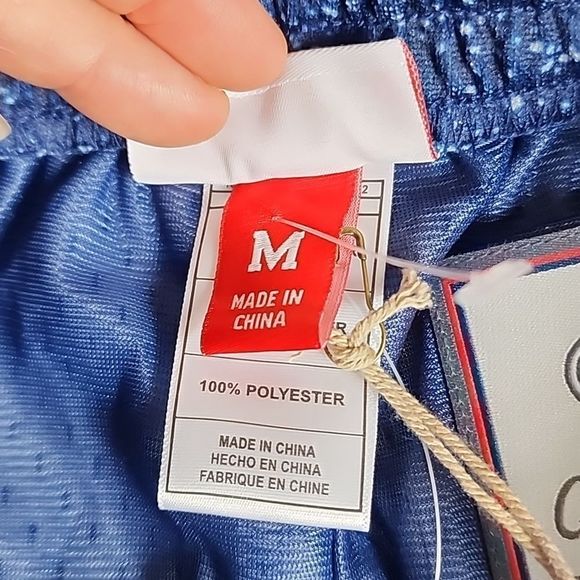 M
MADE IN
CHINA
100% POLYESTER
MADE IN CHINA
HECHO EN CHINA
FABRIQUE EN CHINE